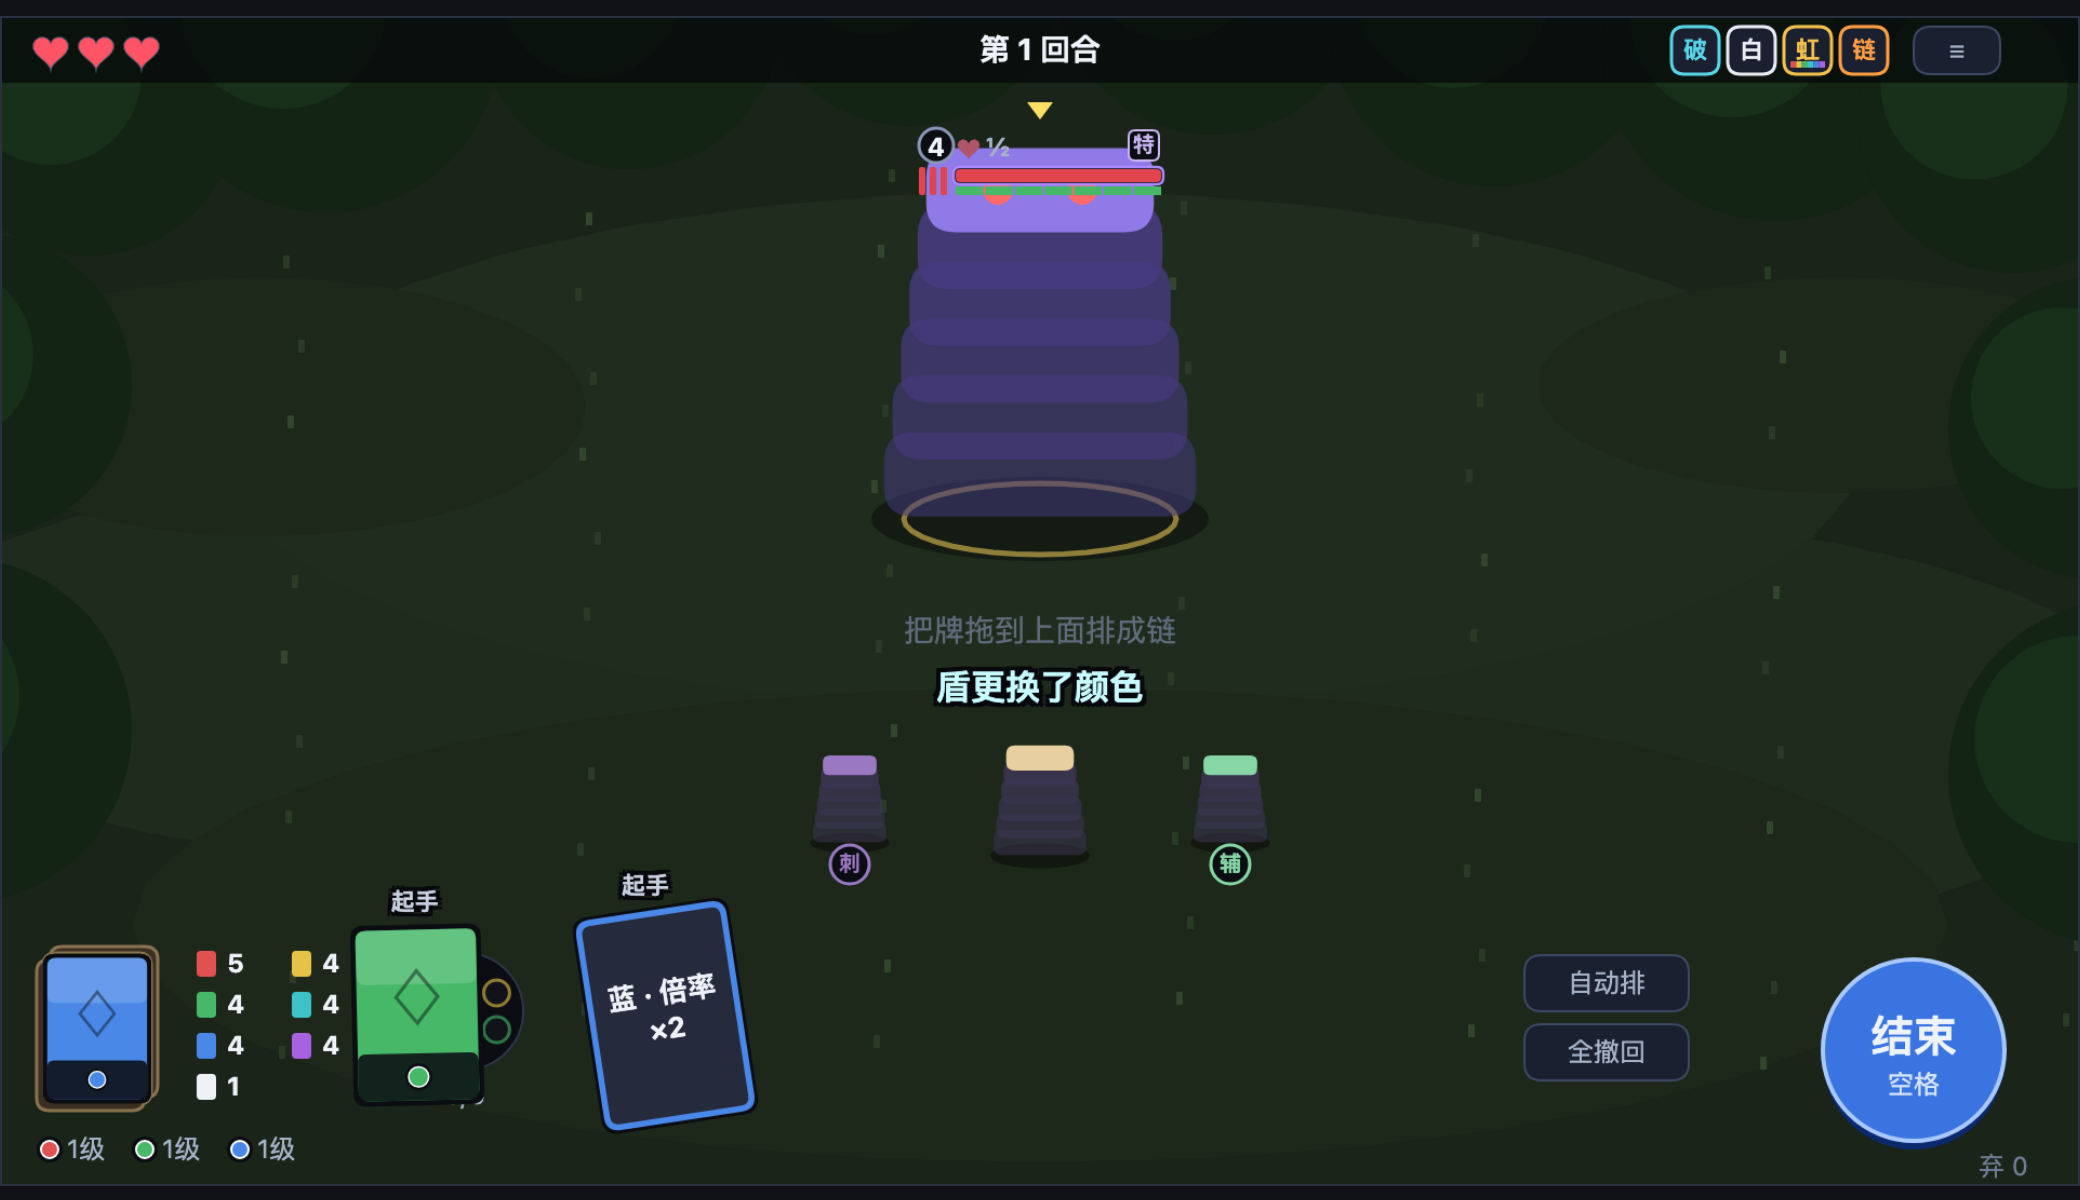 第 1 回合
破 白 虹 链
≡
4 ½ 特
把牌拖到上面排成链
盾更换了颜色
刺
辅
起手
起手
5 4
4 4
4 4
1
蓝 · 倍率
×2
自动排
全撤回
结束
空格
1级 1级 1级
弃 0